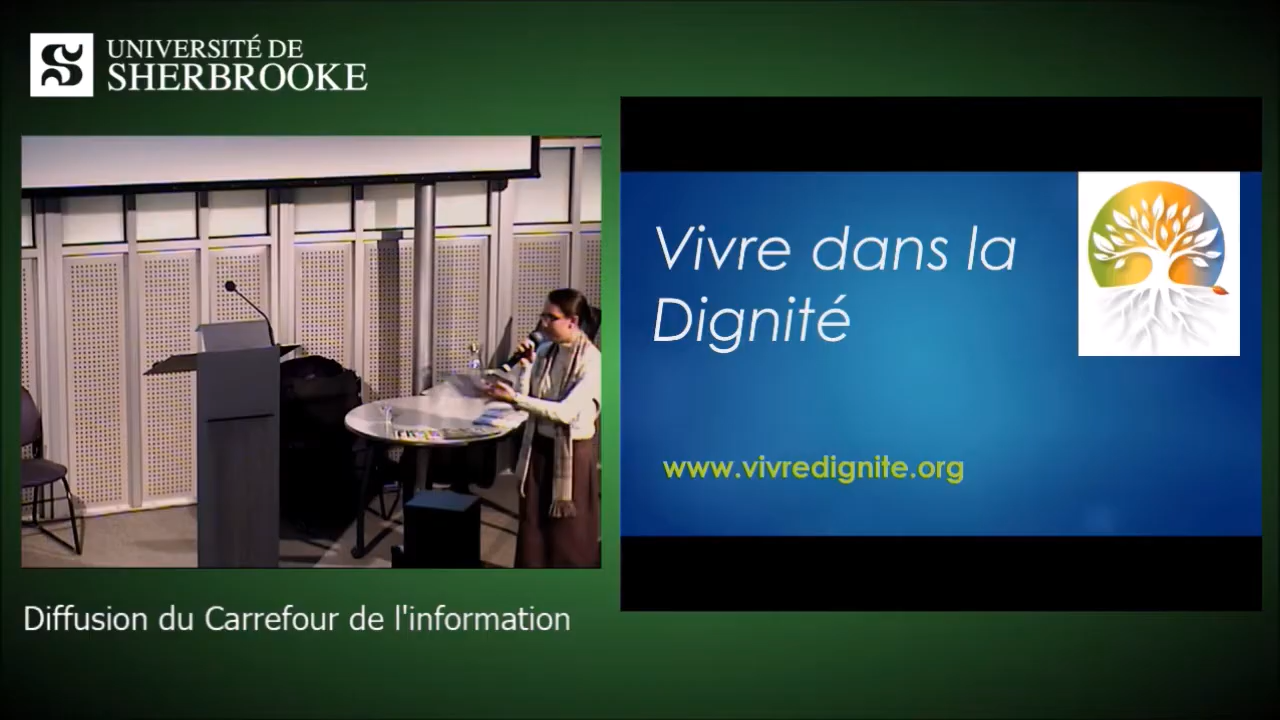 UNIVERSITÉ DE
SHERBROOKE
Vivre dans la
Dignité
www.vivredignite.org
Diffusion du Carrefour de l'information